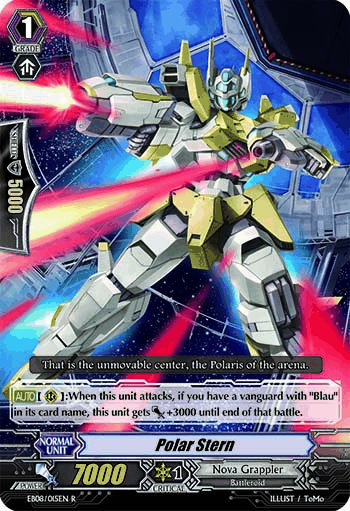 1
GRADE
SHIELD
5000
That is the unmovable center, the Polaris of the arena.
AUTO 1:When this unit attacks, if you have a vanguard with "Blau"
in its card name, this unit gets +3000 until end of that battle.
NORMAL
UNIT
Polar Stern
POWER
7000
1
CRITICAL
Nova Grappler
Battleroid
EB08/015EN R
ILLUST / ToMo